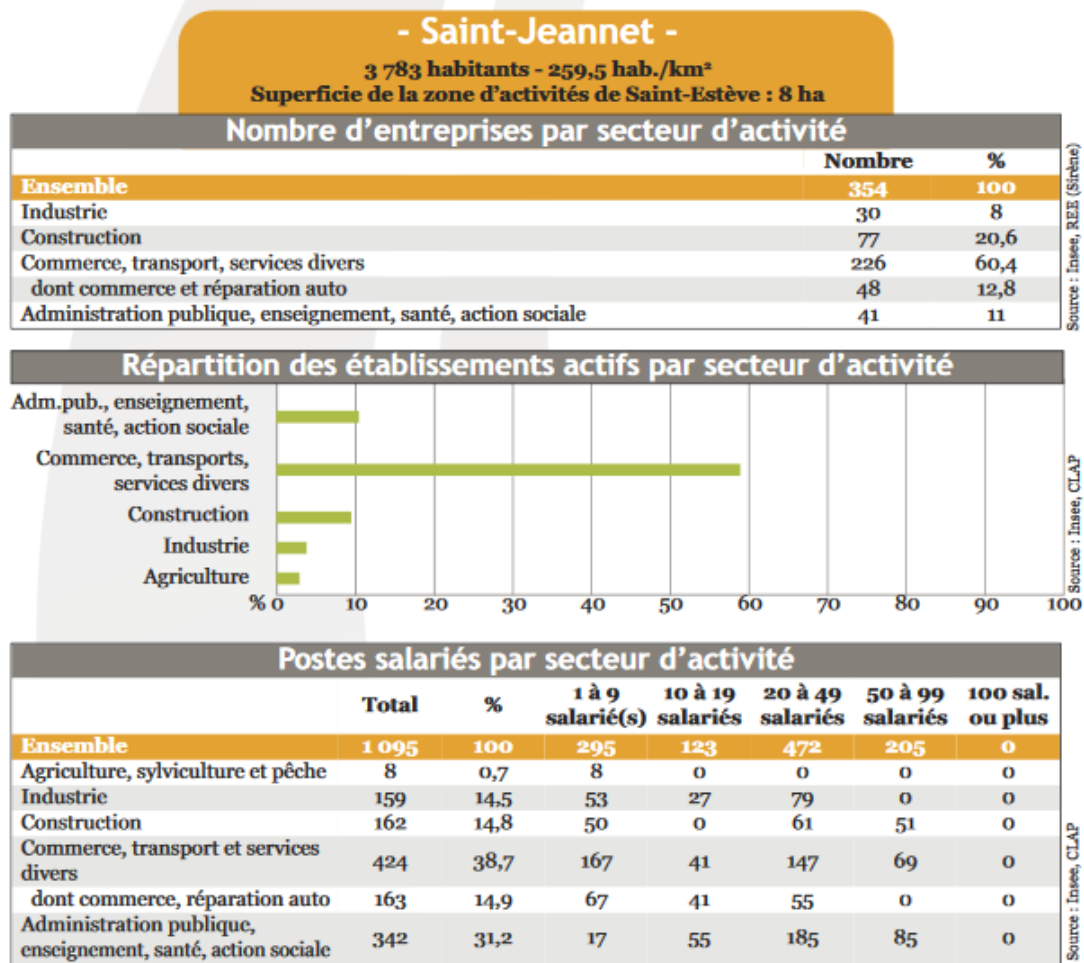 - Saint-Jeannet -
3 783 habitants - 259,5 hab./km²
Superficie de la zone d'activités de Saint-Estève : 8 ha
Nombre d'entreprises par secteur d'activité
Nombre %
Ensemble 354 100
Industrie 30 8
Construction 77 20,6
Commerce, transport, services divers 226 60,4
dont commerce et réparation auto 48 12,8
Administration publique, enseignement, santé, action sociale 41 11
Source : Insee, REE (Sirène)
Répartition des établissements actifs par secteur d'activité
Adm.pub., enseignement,
santé, action sociale
Commerce, transports,
services divers
Construction
Industrie
Agriculture
% 0 10 20 30 40 50 60 70 80 90 100
Source : Insee, CLAP
Postes salariés par secteur d'activité
Total % 1 à 9 10 à 19 20 à 49 50 à 99 100 sal.
salarié(s) salariés salariés salariés ou plus
Ensemble 1 095 100 295 123 472 205 0
Agriculture, sylviculture et pêche 8 0,7 8 0 0 0 0
Industrie 159 14,5 53 27 79 0 0
Construction 162 14,8 50 0 61 51 0
Commerce, transport et services
divers 424 38,7 167 41 147 69 0
dont commerce, réparation auto 163 14,9 67 41 55 0 0
Administration publique,
enseignement, santé, action sociale 342 31,2 17 55 185 85 0
Source : Insee, CLAP